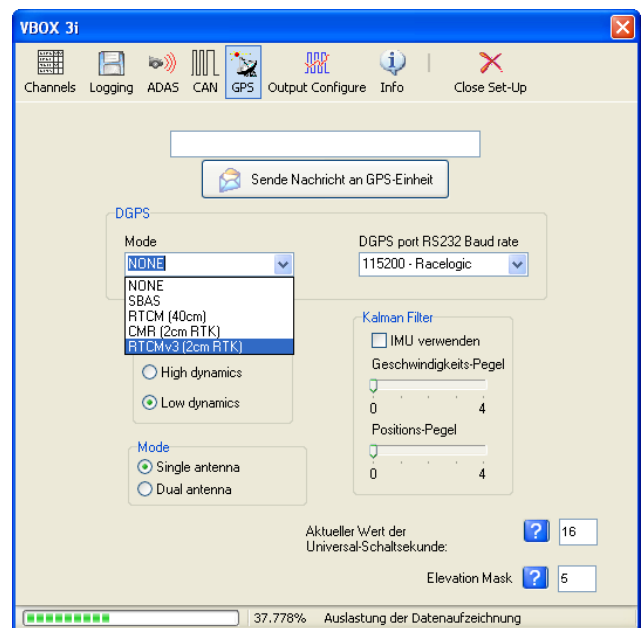 VBOX 3i
Channels Logging ADAS CAN GPS Output Configure Info Close Set-Up
Sende Nachricht an GPS-Einheit
DGPS
Mode
NONE
NONE
SBAS
RTCM (40cm)
CMR (2cm RTK)
RTCMv3 (2cm RTK)
DGPS port RS232 Baud rate
115200 - Racelogic
High dynamics
Low dynamics
Mode
Single antenna
Dual antenna
Kalman Filter
IMU verwenden
Geschwindigkeits-Pegel
0 4
Positions-Pegel
0 4
Aktueller Wert der
Universal-Schaltsekunde:
? 16
Elevation Mask ? 5
37.778% Auslastung der Datenaufzeichnung